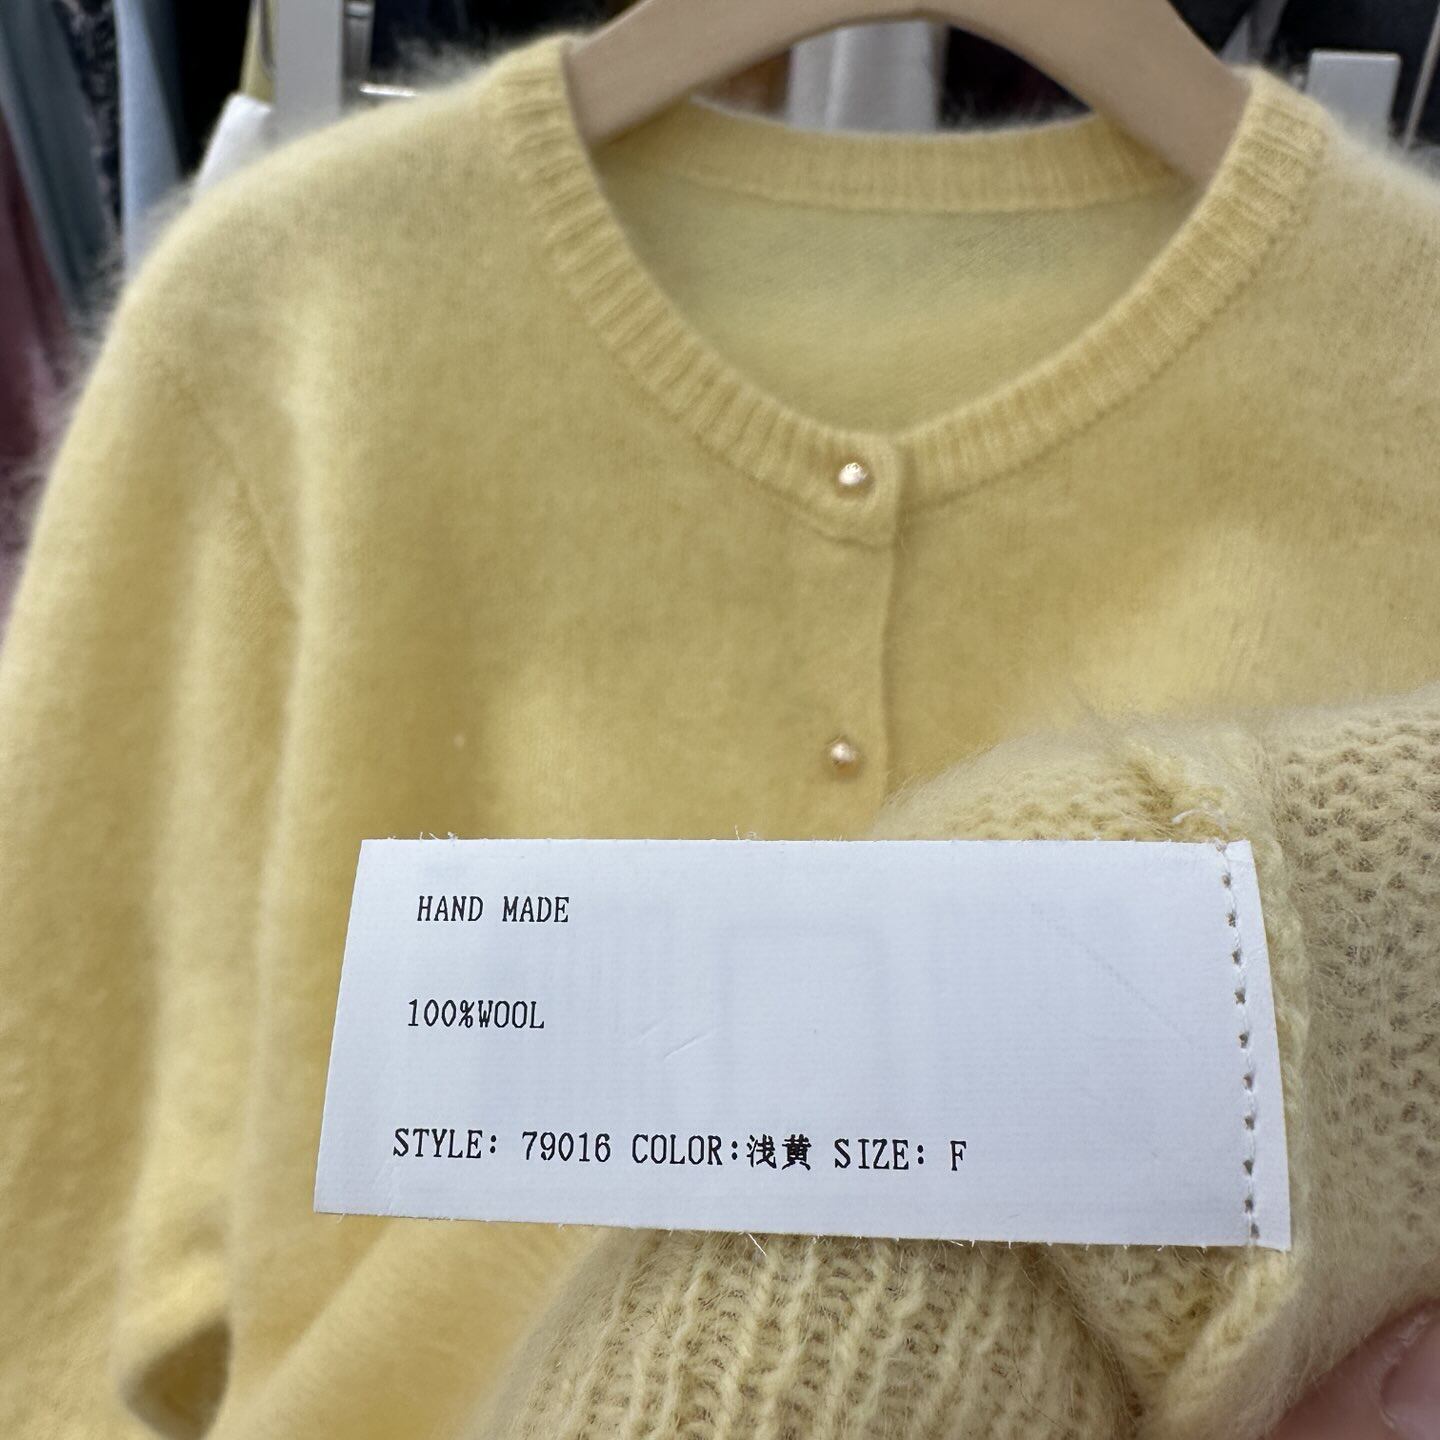 HAND MADE
100%WOOL
STYLE: 79016 COLOR:浅黄 SIZE: F